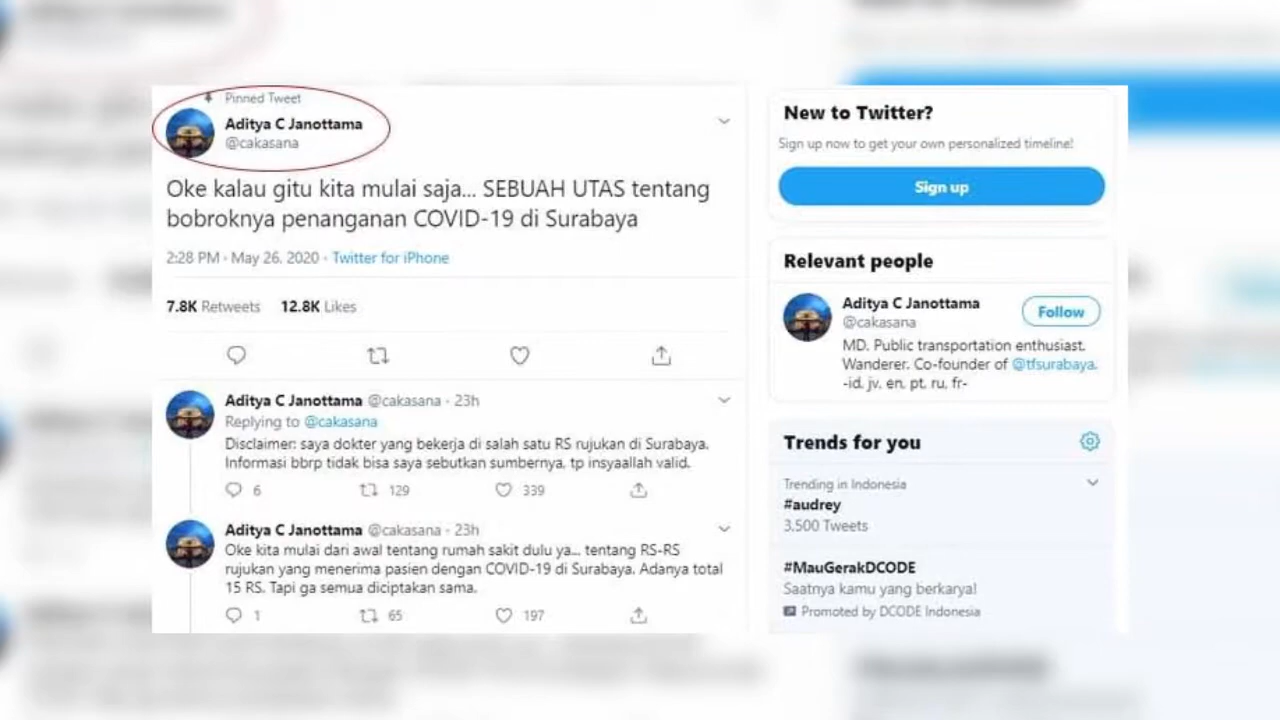 Pinned Tweet
Aditya C Janottama
@cakasana
Oke kalau gitu kita mulai saja... SEBUAH UTAS tentang
bobroknya penanganan COVID-19 di Surabaya
2:28 PM · May 26, 2020 · Twitter for iPhone
7.8K Retweets 12.8K Likes
Aditya C Janottama @cakasana · 23h
Replying to @cakasana
Disclaimer: saya dokter yang bekerja di salah satu RS rujukan di Surabaya.
Informasi bbrp tidak bisa saya sebutkan sumbernya, tp insyaallah valid.
6 129 339
Aditya C Janottama @cakasana · 23h
Oke kita mulai dari awal tentang rumah sakit dulu ya... tentang RS-RS
rujukan yang menerima pasien dengan COVID-19 di Surabaya. Adanya total
15 RS. Tapi ga semua diciptakan sama.
1 65 197
New to Twitter?
Sign up now to get your own personalized timeline!
Sign up
Relevant people
Aditya C Janottama
@cakasana
Follow
MD. Public transportation enthusiast.
Wanderer. Co-founder of @tfsurabaya.
-id, jv, en, pt, ru, fr-
Trends for you
Trending in Indonesia
#audrey
3,500 Tweets
#MauGerakDCODE
Saatnya kamu yang berkarya!
Promoted by DCODE Indonesia